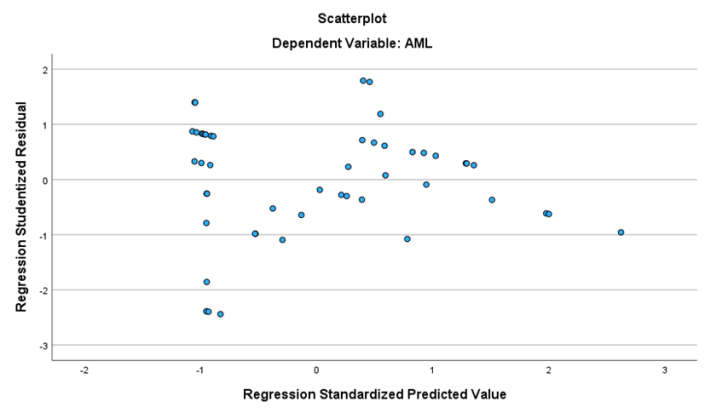 Scatterplot
Dependent Variable: AML
2
1
0
-1
-2
-3
Regression Studentized Residual
-2 -1 0 1 2 3
Regression Standardized Predicted Value